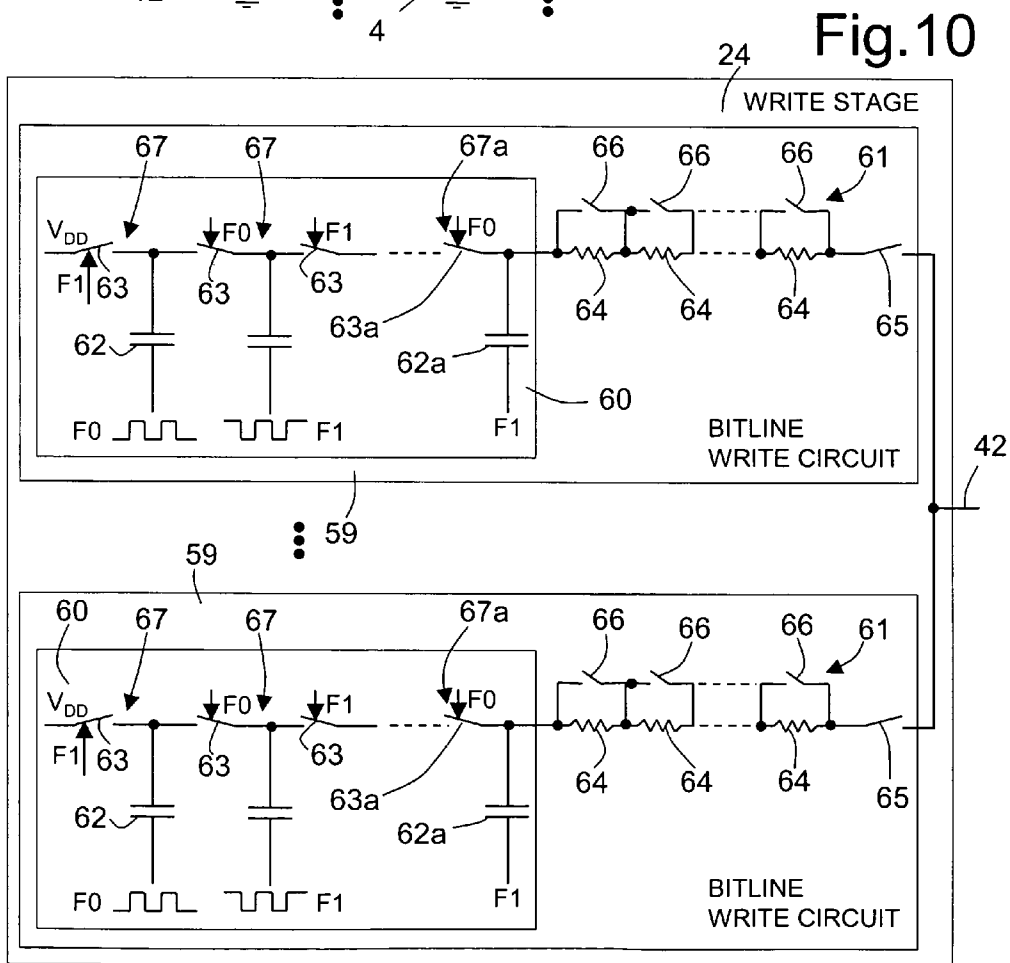 4
Fig.10
24
WRITE STAGE
67 67 67a 66 66 66 61
V_DD F0 F1 F0
F1 63 63 63 63a 64 64 64 65
62 62a 60
F0 F1 F1
BITLINE
WRITE CIRCUIT
42
59
59
60 67 67 67a 66 66 66 61
V_DD F0 F1 F0
F1 63 63 63 63a 64 64 64 65
62 62a
F0 F1 F1
BITLINE
WRITE CIRCUIT